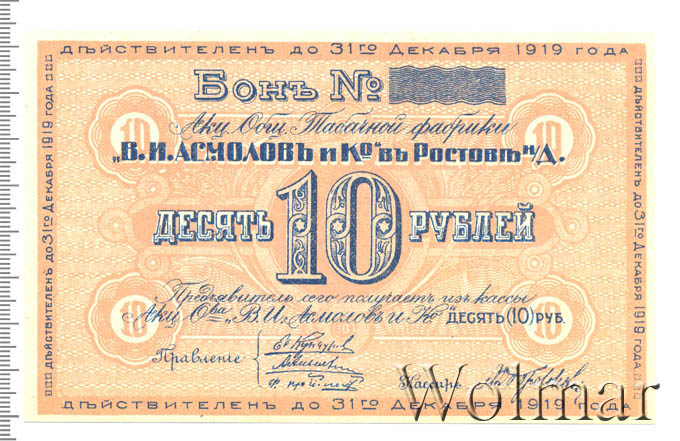 ДѢЙСТВИТЕЛЕНЪ ДО 31ГО ДЕКАБРЯ 1919 ГОДА
БОНЪ №
10 10
Акц. Общ. Табачной фабрики
„В. И. АСМОЛОВЪ и Ко“ въ Ростовѣ н/Д.
ДЕСЯТЬ 10 РУБЛЕЙ
Предъявитель сего получаетъ изъ кассы
Акц. О-ва „В. И. Асмоловъ и Ко“ ДЕСЯТЬ (10) РУБ.
10 10
Правленіе
Кассиръ
ДѢЙСТВИТЕЛЕНЪ ДО 31ГО ДЕКАБРЯ 1919 ГОДА
ДѢЙСТВИТЕЛЕНЪ ДО 31ГО ДЕКАБРЯ 1919 ГОДА
ДѢЙСТВИТЕЛЕНЪ ДО 31ГО ДЕКАБРЯ 1919 ГОДА
Wolmar